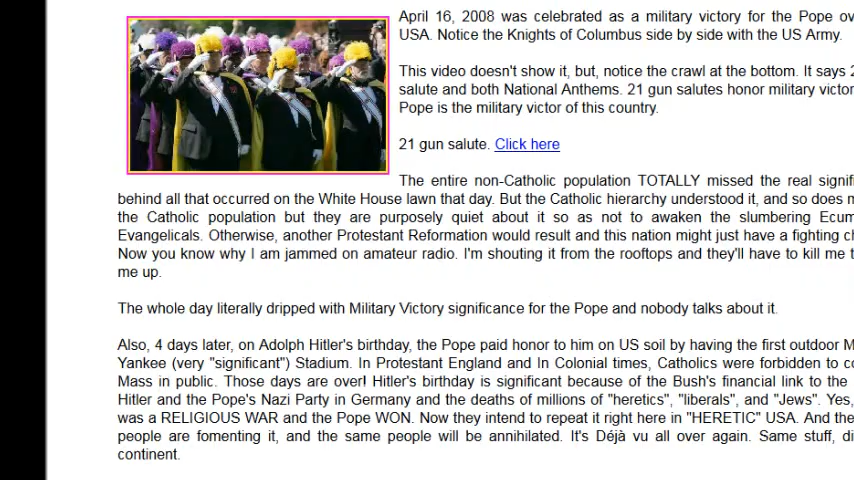 April 16, 2008 was celebrated as a military victory for the Pope ov
USA. Notice the Knights of Columbus side by side with the US Army.
This video doesn't show it, but, notice the crawl at the bottom. It says 2
salute and both National Anthems. 21 gun salutes honor military victor
Pope is the military victor of this country.
21 gun salute. Click here
The entire non-Catholic population TOTALLY missed the real signifi
behind all that occurred on the White House lawn that day. But the Catholic hierarchy understood it, and so does m
the Catholic population but they are purposely quiet about it so as not to awaken the slumbering Ecum
Evangelicals. Otherwise, another Protestant Reformation would result and this nation might just have a fighting ch
Now you know why I am jammed on amateur radio. I'm shouting it from the rooftops and they'll have to kill me t
me up.
The whole day literally dripped with Military Victory significance for the Pope and nobody talks about it.
Also, 4 days later, on Adolph Hitler's birthday, the Pope paid honor to him on US soil by having the first outdoor M
Yankee (very "significant") Stadium. In Protestant England and In Colonial times, Catholics were forbidden to co
Mass in public. Those days are over! Hitler's birthday is significant because of the Bush's financial link to the
Hitler and the Pope's Nazi Party in Germany and the deaths of millions of "heretics", "liberals", and "Jews". Yes,
was a RELIGIOUS WAR and the Pope WON. Now they intend to repeat it right here in "HERETIC" USA. And the
people are fomenting it, and the same people will be annihilated. It's Déjà vu all over again. Same stuff, di
continent.